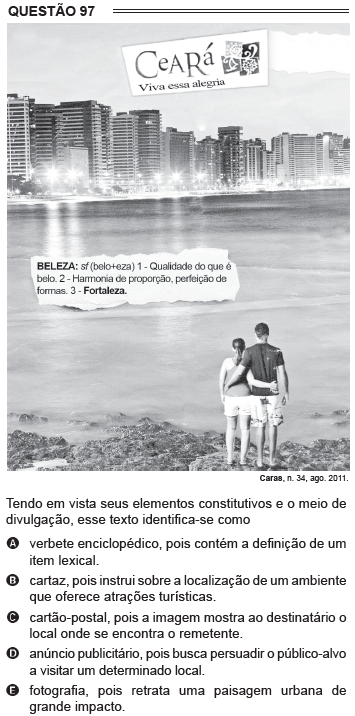 QUESTÃO 97
CeARá
Viva essa alegria
BELEZA: sf (belo+eza) 1 - Qualidade do que é
belo. 2 - Harmonia de proporção, perfeição de
formas. 3 - Fortaleza.
Caras, n. 34, ago. 2011.
Tendo em vista seus elementos constitutivos e o meio de
divulgação, esse texto identifica-se como
A verbete enciclopédico, pois contém a definição de um
item lexical.
B cartaz, pois instrui sobre a localização de um ambiente
que oferece atrações turísticas.
C cartão-postal, pois a imagem mostra ao destinatário o
local onde se encontra o remetente.
D anúncio publicitário, pois busca persuadir o público-alvo
a visitar um determinado local.
E fotografia, pois retrata uma paisagem urbana de
grande impacto.